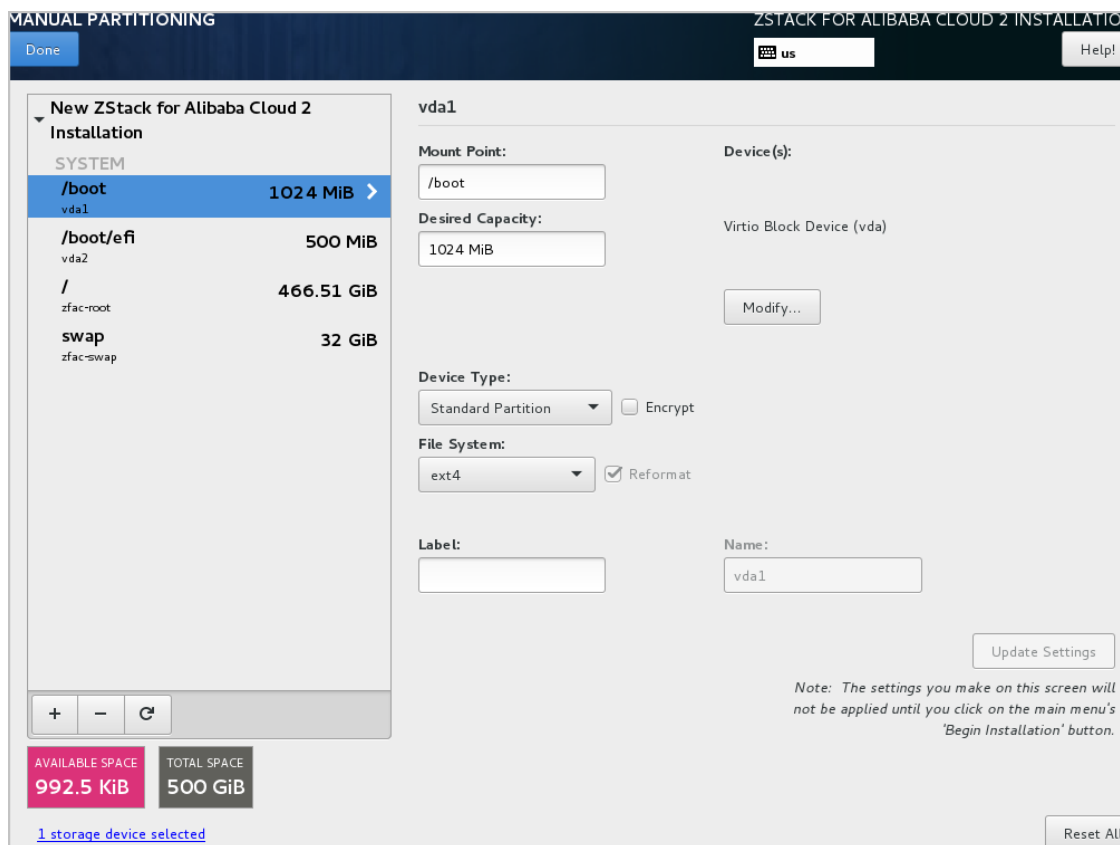 MANUAL PARTITIONING
ZSTACK FOR ALIBABA CLOUD 2 INSTALLATIO
Done
us
Help!
New ZStack for Alibaba Cloud 2
Installation
SYSTEM
/boot
1024 MiB
vda1
/boot/efi
500 MiB
vda2
/
466.51 GiB
zfac-root
swap
32 GiB
zfac-swap
+
−
AVAILABLE SPACE
992.5 KiB
TOTAL SPACE
500 GiB
1 storage device selected
vda1
Mount Point:
/boot
Desired Capacity:
1024 MiB
Device(s):
Virtio Block Device (vda)
Modify...
Device Type:
Standard Partition
Encrypt
File System:
ext4
Reformat
Label:
Name:
vda1
Update Settings
Note: The settings you make on this screen will
not be applied until you click on the main menu's
'Begin Installation' button.
Reset All